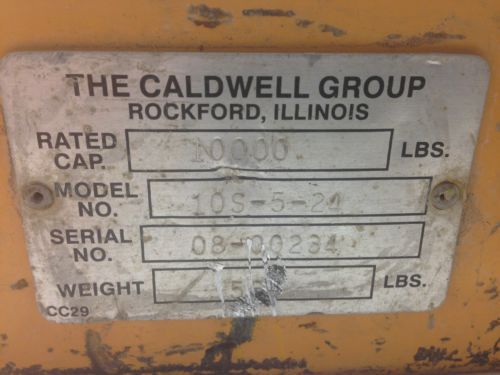 THE CALDWELL GROUP
ROCKFORD, ILLINOIS
RATED CAP. 10000 LBS.
MODEL NO. 10S-5-24
SERIAL NO. 08-00234
WEIGHT LBS.
CC29